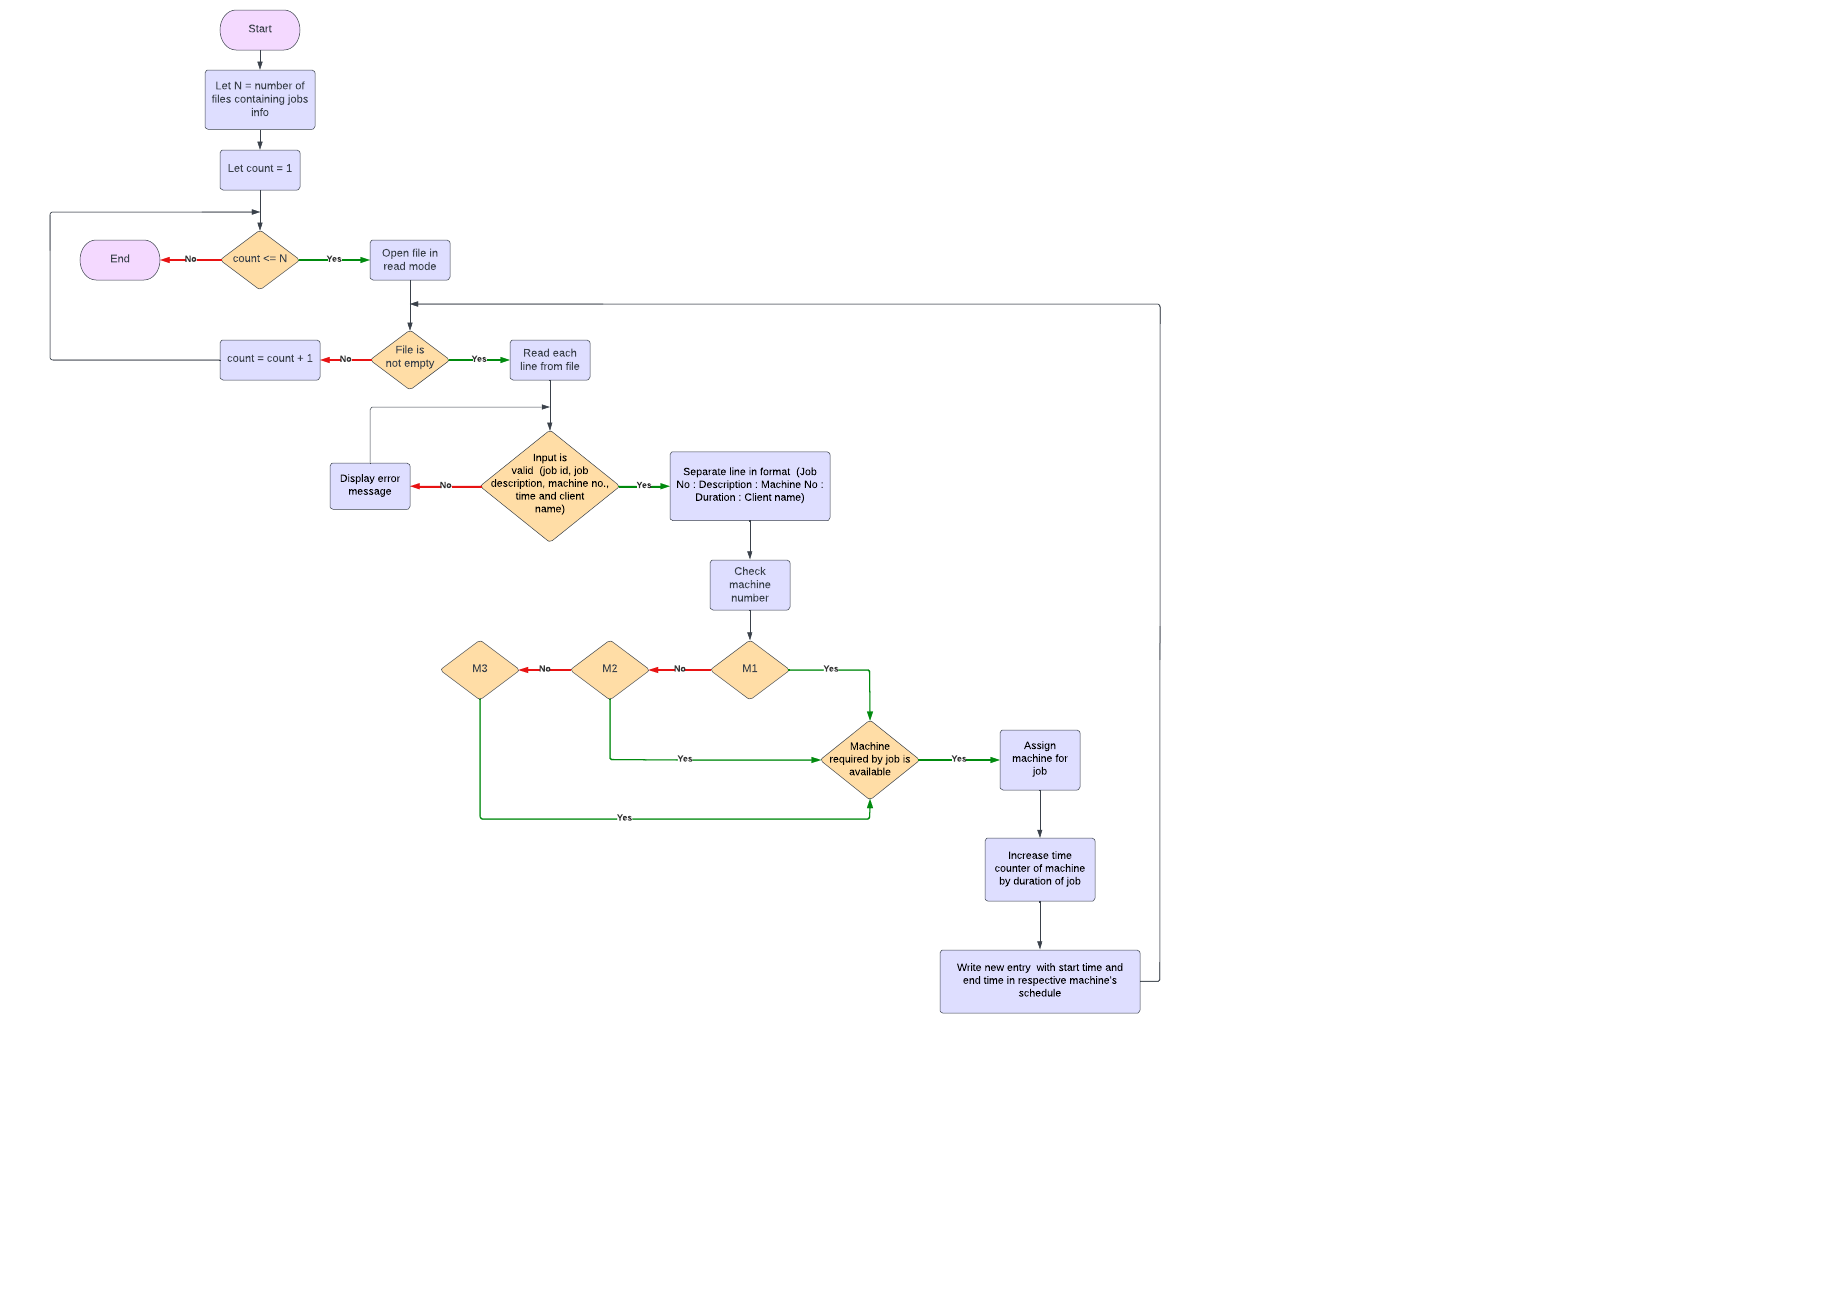 Start
Let N = number of
files containing jobs
info
Let count = 1
End
No
count <= N
Yes
Open file in
read mode
count = count + 1
No
File is
not empty
Yes
Read each
line from file
Display error
message
No
Input is
valid (job id, job
description, machine no.,
time and client
name)
Yes
Separate line in format (Job
No : Description : Machine No :
Duration : Client name)
Check
machine
number
M3
No
M2
No
M1
Yes
Yes
Machine
required by job is
available
Yes
Assign
machine for
job
Yes
Increase time
counter of machine
by duration of job
Write new entry with start time and
end time in respective machine's
schedule